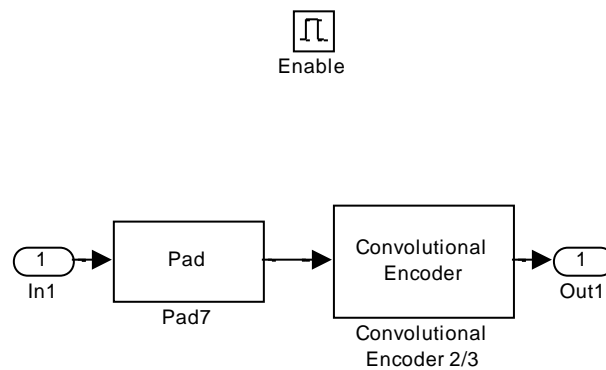 Enable
1
In1
Pad
Pad7
Convolutional
Encoder
Convolutional
Encoder 2/3
1
Out1